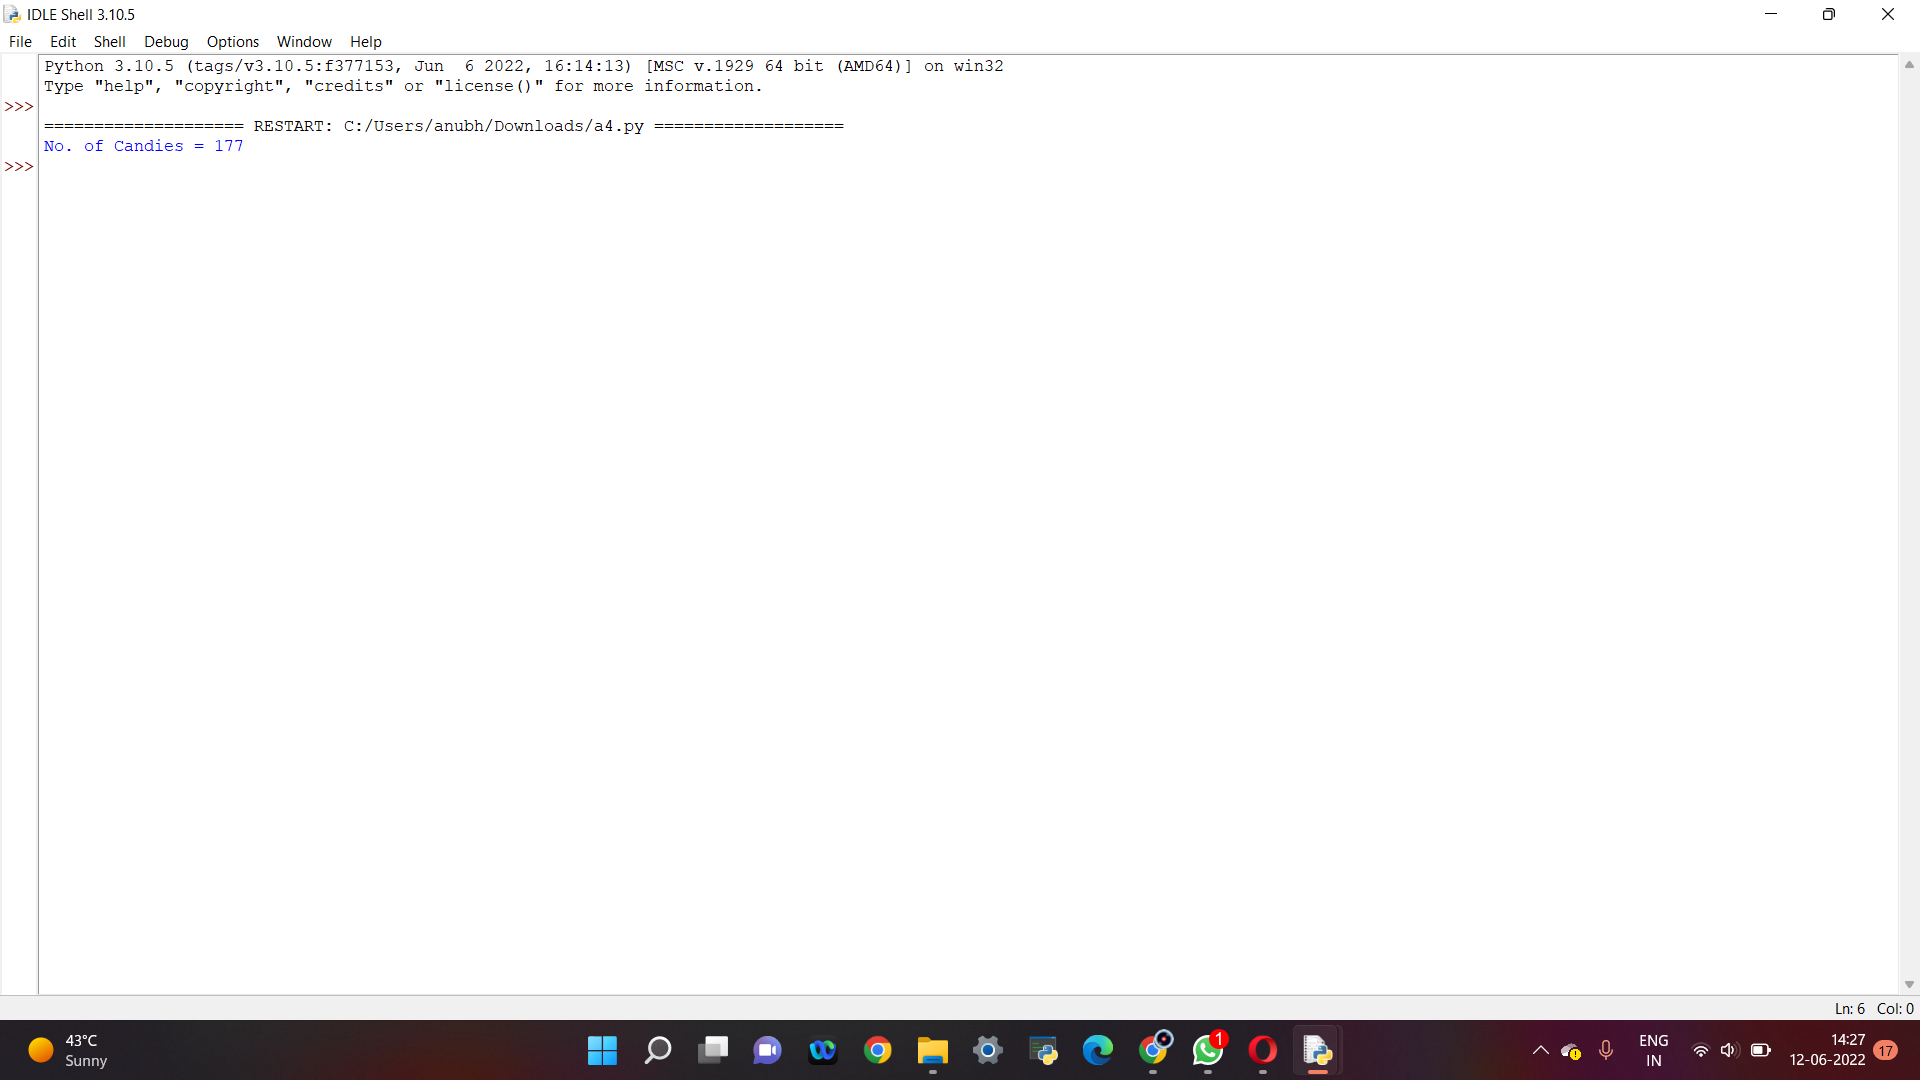 IDLE Shell 3.10.5
File Edit Shell Debug Options Window Help
Python 3.10.5 (tags/v3.10.5:f377153, Jun  6 2022, 16:14:13) [MSC v.1929 64 bit (AMD64)] on win32
Type "help", "copyright", "credits" or "license()" for more information.
>>>
==================== RESTART: C:/Users/anubh/Downloads/a4.py ===================
No. of Candies = 177
>>>
Ln: 6 Col: 0
43°C
Sunny
1
ENG
IN
14:27
12-06-2022
17